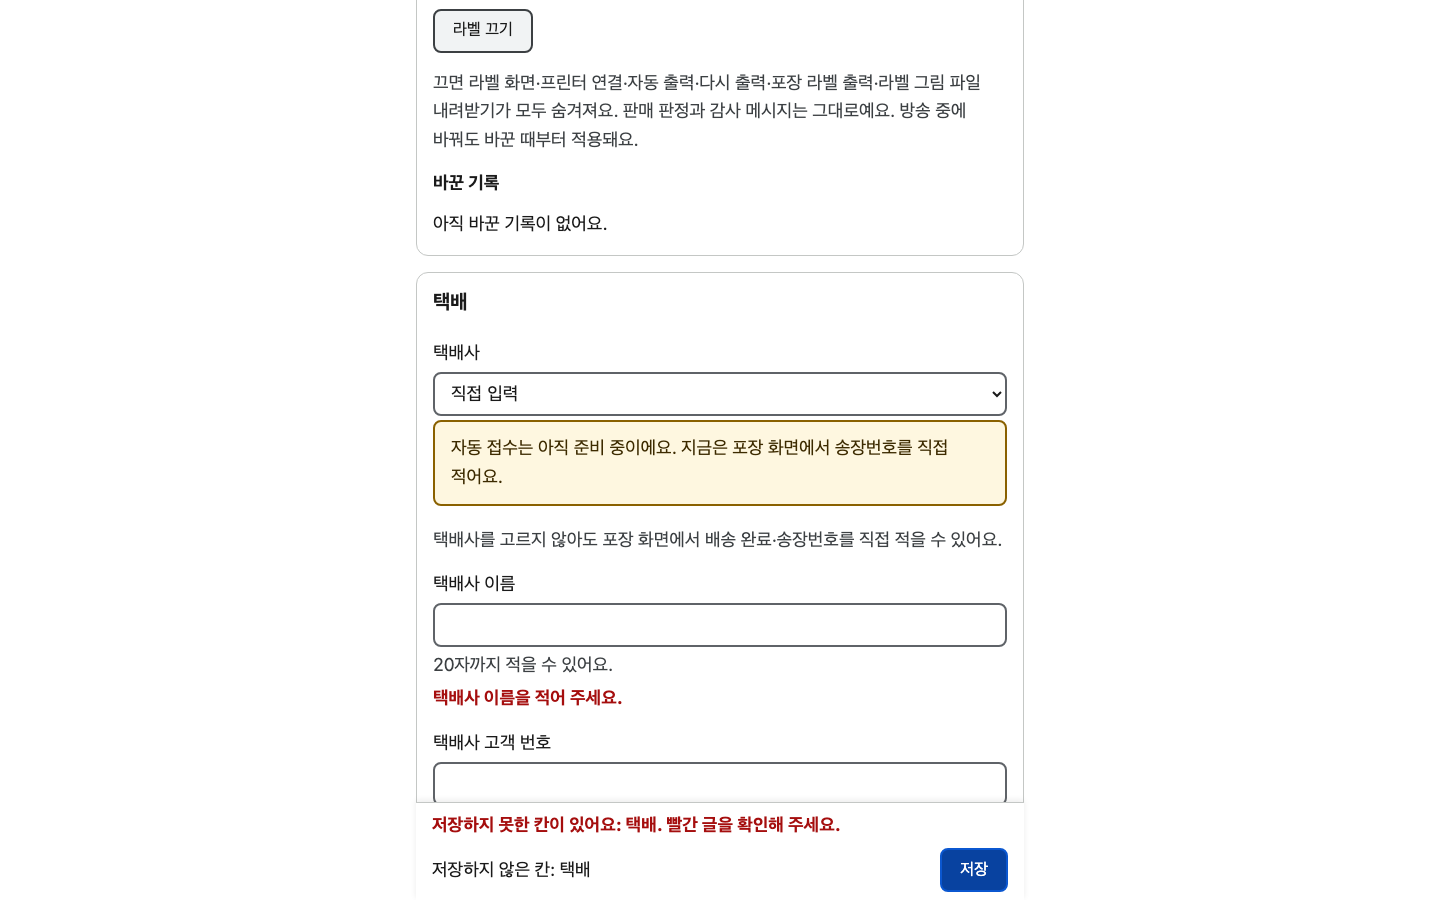 라벨 끄기
끄면 라벨 화면·프린터 연결·자동 출력·다시 출력·포장 라벨 출력·라벨 그림 파일
내려받기가 모두 숨겨져요. 판매 판정과 감사 메시지는 그대로예요. 방송 중에
바꿔도 바꾼 때부터 적용돼요.
바꾼 기록
아직 바꾼 기록이 없어요.
택배
택배사
직접 입력
자동 접수는 아직 준비 중이에요. 지금은 포장 화면에서 송장번호를 직접
적어요.
택배사를 고르지 않아도 포장 화면에서 배송 완료·송장번호를 직접 적을 수 있어요.
택배사 이름
20자까지 적을 수 있어요.
택배사 이름을 적어 주세요.
택배사 고객 번호
저장하지 못한 칸이 있어요: 택배. 빨간 글을 확인해 주세요.
저장하지 않은 칸: 택배
저장